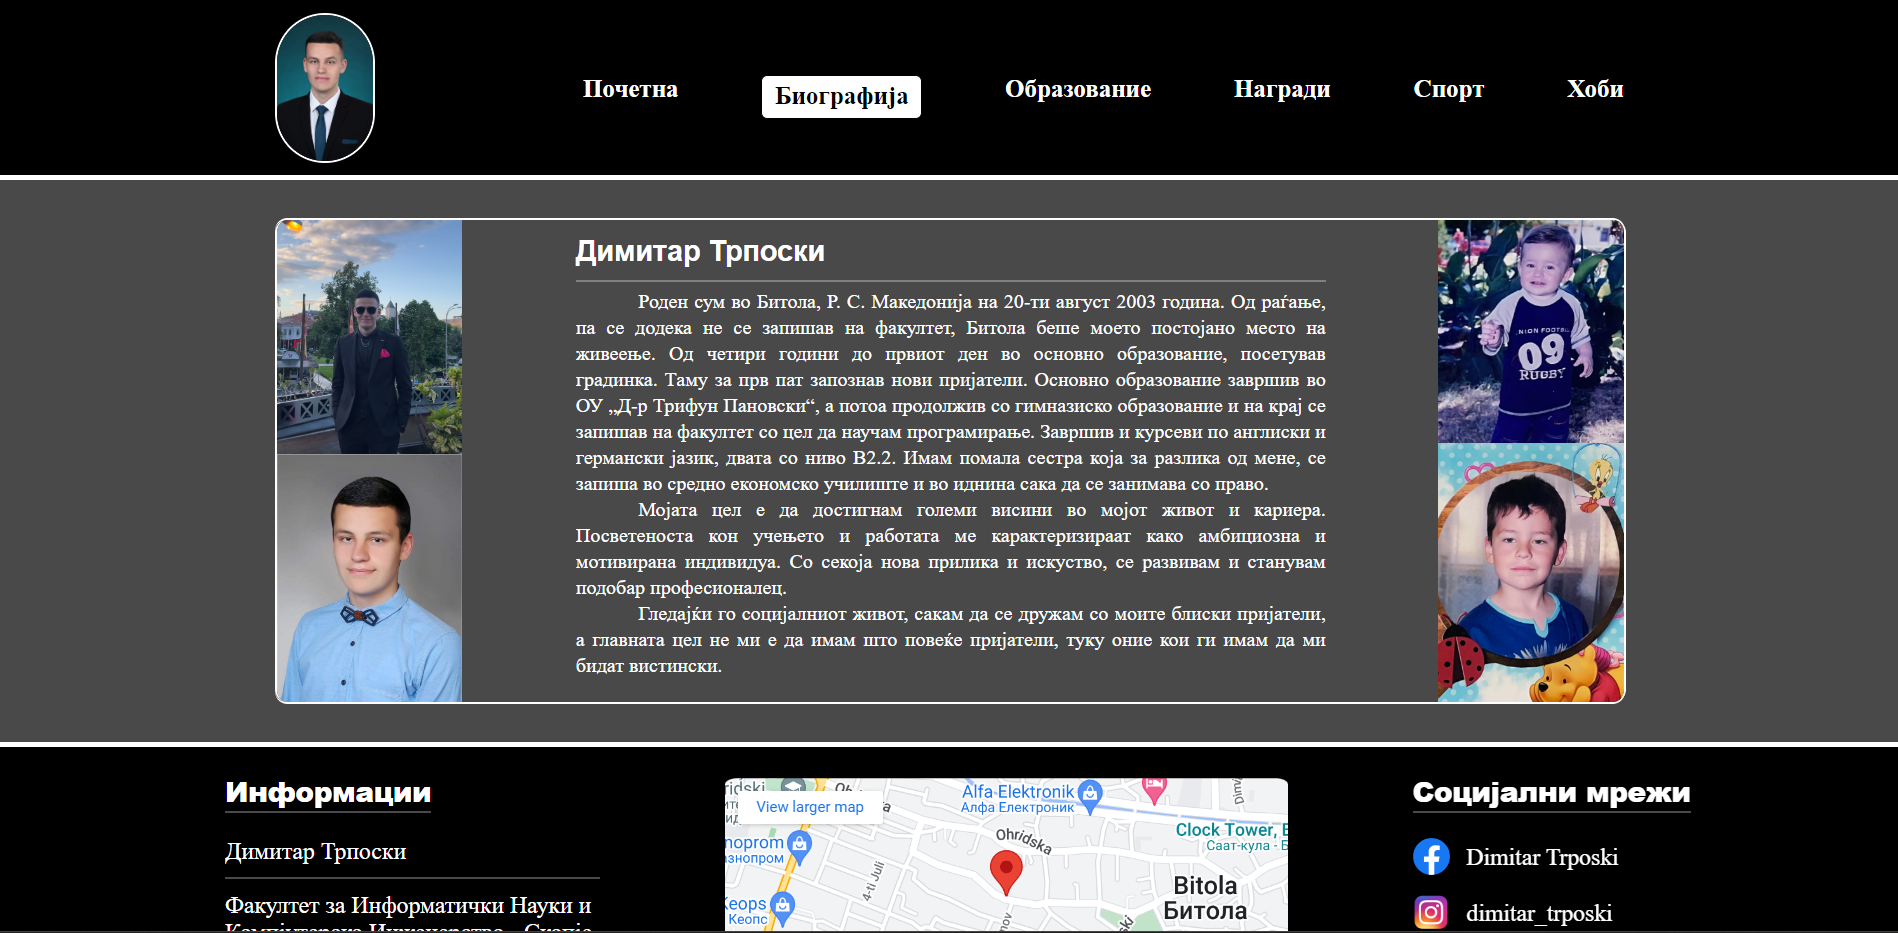 Почетна
Биографија
Образование
Награди
Спорт
Хоби
Димитар Трпоски
Роден сум во Битола, Р. С. Македонија на 20-ти август 2003 година. Од раѓање,
па се додека не се запишав на факултет, Битола беше моето постојано место на
живеење. Од четири години до првиот ден во основно образование, посетував
градинка. Таму за прв пат запознав нови пријатели. Основно образование завршив во
ОУ „Д-р Трифун Пановски“, а потоа продолжив со гимназиско образование и на крај се
запишав на факултет со цел да научам програмирање. Завршив и курсеви по англиски и
германски јазик, двата со ниво B2.2. Имам помала сестра која за разлика од мене, се
запиша во средно економско училиште и во иднина сака да се занимава со право.
Мојата цел е да достигнам големи висини во мојот живот и кариера.
Посветеноста кон учењето и работата ме карактеризираат како амбициозна и
мотивирана индивидуа. Со секоја нова прилика и искуство, се развивам и станувам
подобар професионалец.
Гледајќи го социјалниот живот, сакам да се дружам со моите блиски пријатели,
а главната цел не ми е да имам што повеќе пријатели, туку оние кои ги имам да ми
бидат вистински.
NION FOOTB
09
RUGBY
Информации
Димитар Трпоски
Факултет за Информатички Науки и
Компјутерско Инженерство - Скопје
View larger map
Alfa Elektronik
Алфа Електроник
Ohridska
Clock Tower, B
Саат-кула - Б
noprom
азнопром
4-ti Juli
Keops
Кеопс
Bitola
Битола
Социјални мрежи
Dimitar Trposki
dimitar_trposki